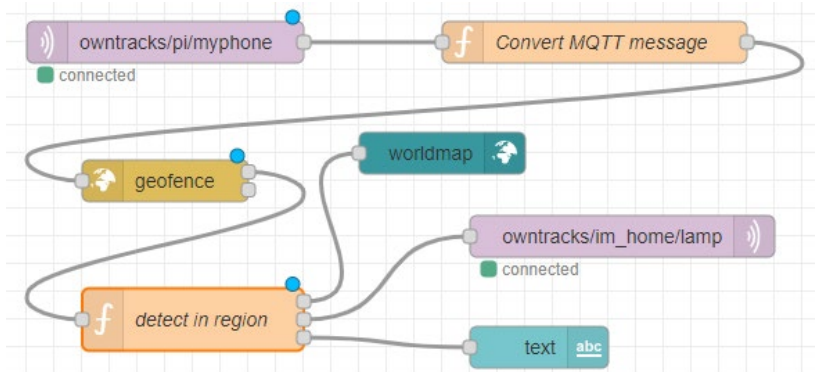 owntracks/pi/myphone
Convert MQTT message
connected
worldmap
geofence
owntracks/im_home/lamp
connected
detect in region
text abc